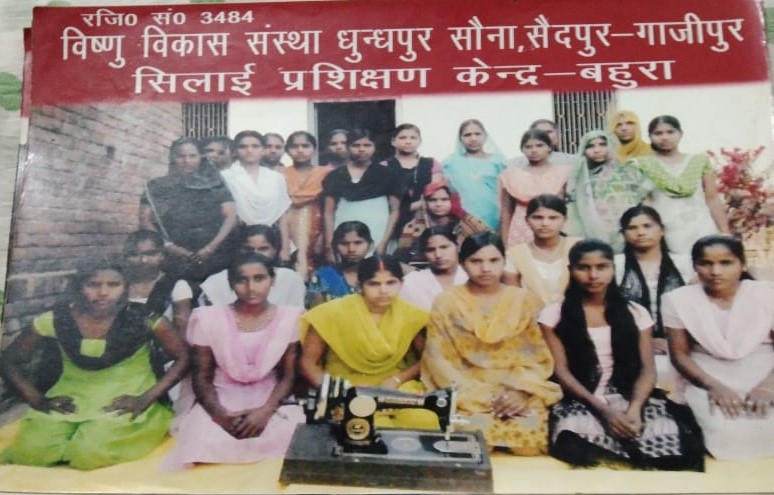 रजि0 सं0 3484
विष्णु विकास संस्था धुन्धपुर सौना,सैदपुर–गाजीपुर
सिलाई प्रशिक्षण केन्द्र–बहुरा